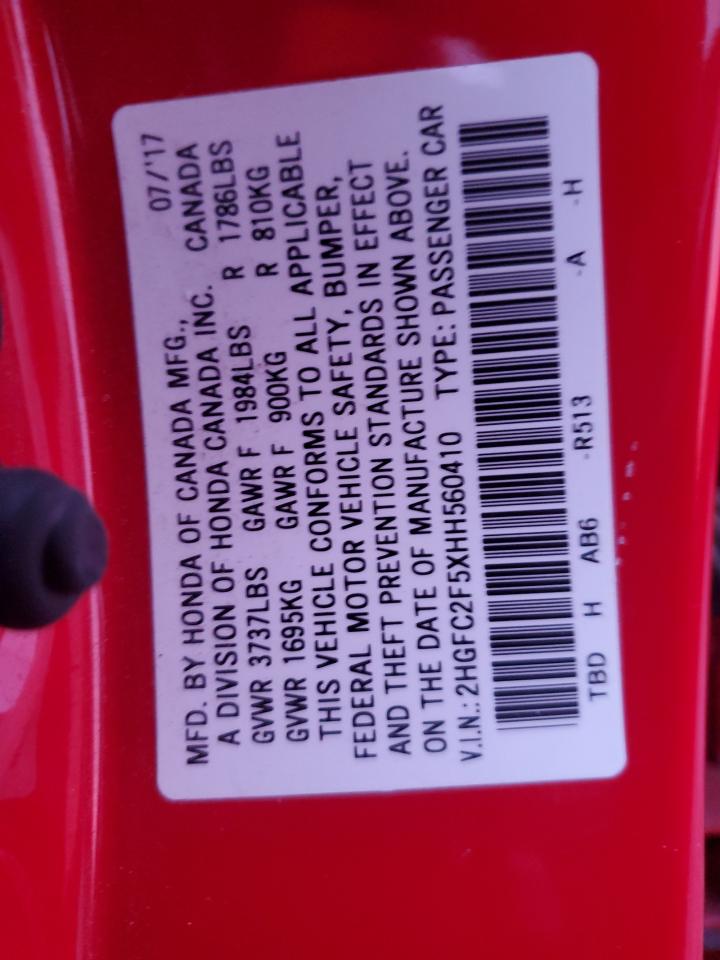 07/'17
MFD. BY HONDA OF CANADA MFG.,
A DIVISION OF HONDA CANADA INC. CANADA
GVWR 3737LBS GAWR F 1984LBS R 1786LBS
GVWR 1695KG GAWR F 900KG R 810KG
THIS VEHICLE CONFORMS TO ALL APPLICABLE
FEDERAL MOTOR VEHICLE SAFETY, BUMPER,
AND THEFT PREVENTION STANDARDS IN EFFECT
ON THE DATE OF MANUFACTURE SHOWN ABOVE.
V.I.N.: 2HGFC2F5XHH560410 TYPE: PASSENGER CAR
TBD H AB6 -R513 -A -H